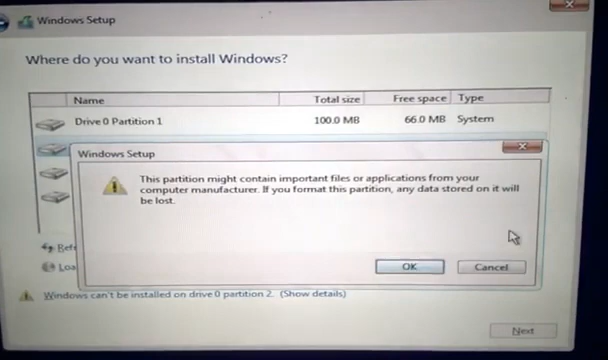 Windows Setup
Where do you want to install Windows?
Name Total size Free space Type
Drive 0 Partition 1 100.0 MB 66.0 MB System
Windows Setup
This partition might contain important files or applications from your
computer manufacturer. If you format this partition, any data stored on it will
be lost.
OK Cancel
Windows can't be installed on drive 0 partition 2. (Show details)
Next